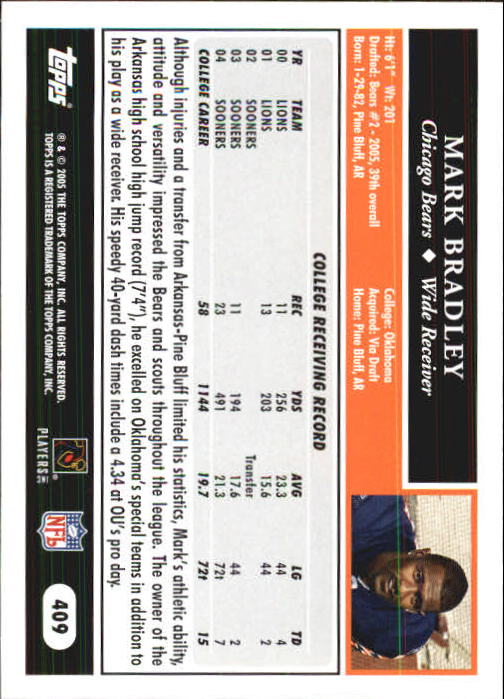 MARK BRADLEY
Chicago Bears ♦ Wide Receiver
Ht: 6'1" Wt: 201 College: Oklahoma
Drafted: Bears #2 - 2005, 39th overall Acquired: Via Draft
Born: 1-29-82, Pine Bluff, AR Home: Pine Bluff, AR
COLLEGE RECEIVING RECORD
YR TEAM REC YDS AVG LG TD
00 LIONS 11 256 23.3 44 4
01 LIONS 13 203 15.6 44 2
02 SOONERS Transfer
03 SOONERS 11 194 17.6 44 2
04 SOONERS 23 491 21.3 72† 7
COLLEGE CAREER 58 1144 19.7 72† 15
Although injuries and a transfer from Arkansas-Pine Bluff limited his statistics, Mark's athletic ability,
attitude and versatility impressed the Bears and scouts throughout the league. The owner of the
Arkansas high school high jump record (7'4"), he excelled on Oklahoma's special teams in addition to
his play as a wide receiver. His speedy 40-yard dash times include a 4.34 at OU's pro day.
topps
® & © 2005 THE TOPPS COMPANY, INC. ALL RIGHTS RESERVED.
TOPPS IS A REGISTERED TRADEMARK OF THE TOPPS COMPANY, INC.
PLAYERS
NFL
409